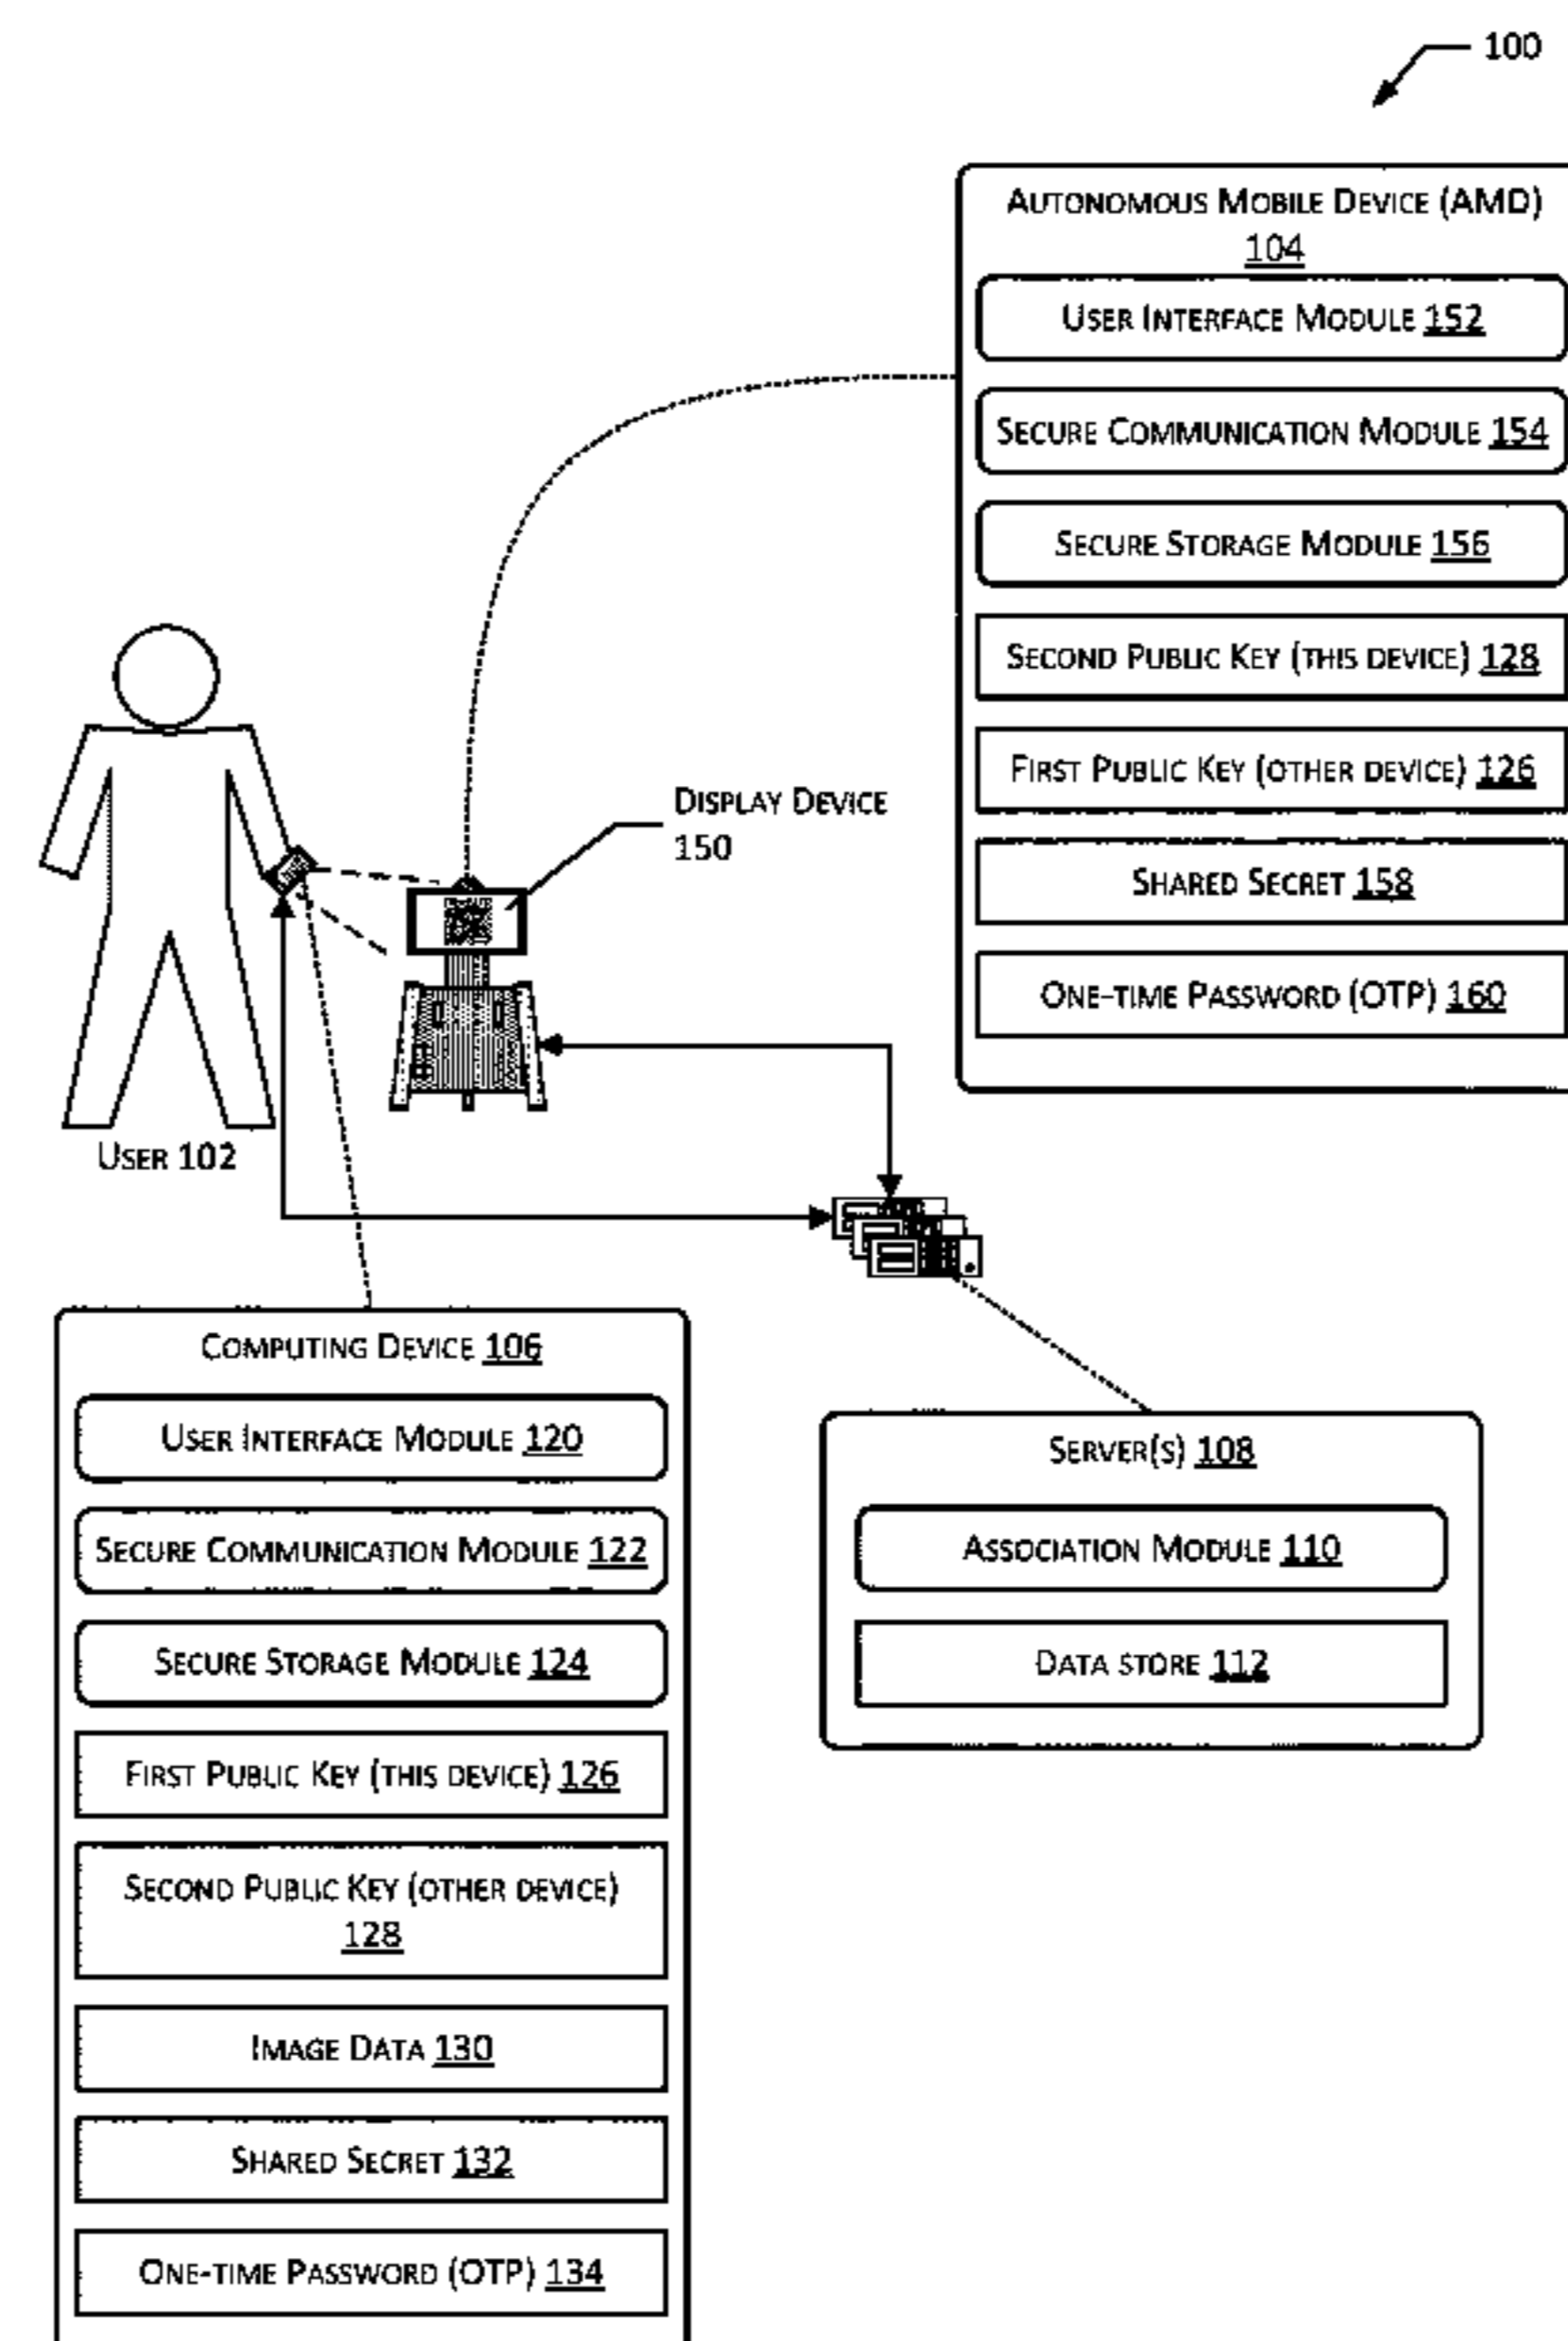 100
AUTONOMOUS MOBILE DEVICE (AMD)
104
USER INTERFACE MODULE 152
SECURE COMMUNICATION MODULE 154
SECURE STORAGE MODULE 156
SECOND PUBLIC KEY (THIS DEVICE) 128
FIRST PUBLIC KEY (OTHER DEVICE) 126
SHARED SECRET 158
ONE-TIME PASSWORD (OTP) 160
DISPLAY DEVICE
150
USER 102
COMPUTING DEVICE 106
USER INTERFACE MODULE 120
SECURE COMMUNICATION MODULE 122
SECURE STORAGE MODULE 124
FIRST PUBLIC KEY (THIS DEVICE) 126
SECOND PUBLIC KEY (OTHER DEVICE)
128
IMAGE DATA 130
SHARED SECRET 132
ONE-TIME PASSWORD (OTP) 134
SERVER(S) 108
ASSOCIATION MODULE 110
DATA STORE 112